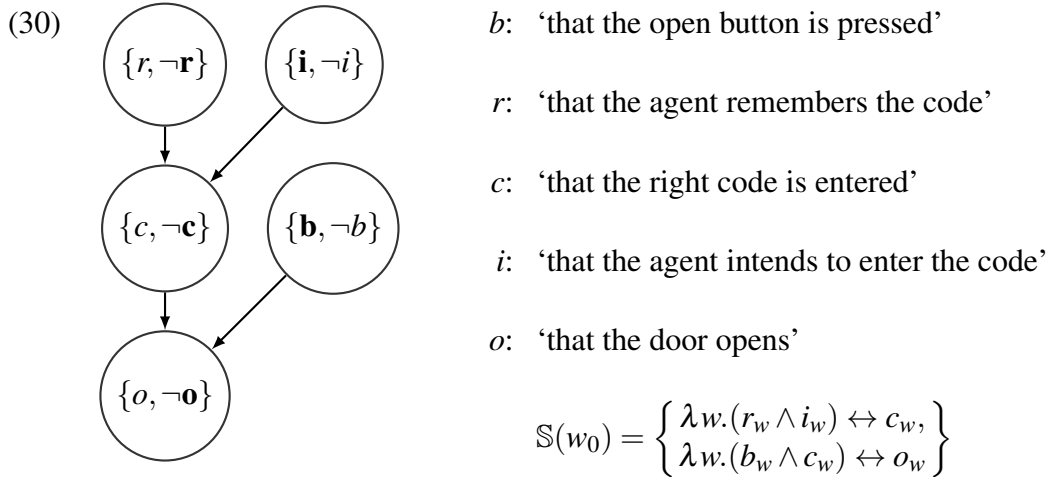 (30)
{r, ¬r} {i, ¬i}
{c, ¬c} {b, ¬b}
{o, ¬o}
b: ‘that the open button is pressed’
r: ‘that the agent remembers the code’
c: ‘that the right code is entered’
i: ‘that the agent intends to enter the code’
o: ‘that the door opens’
𝕊(w₀) = { λw.(r_w ∧ i_w) ↔ c_w,
λw.(b_w ∧ c_w) ↔ o_w }